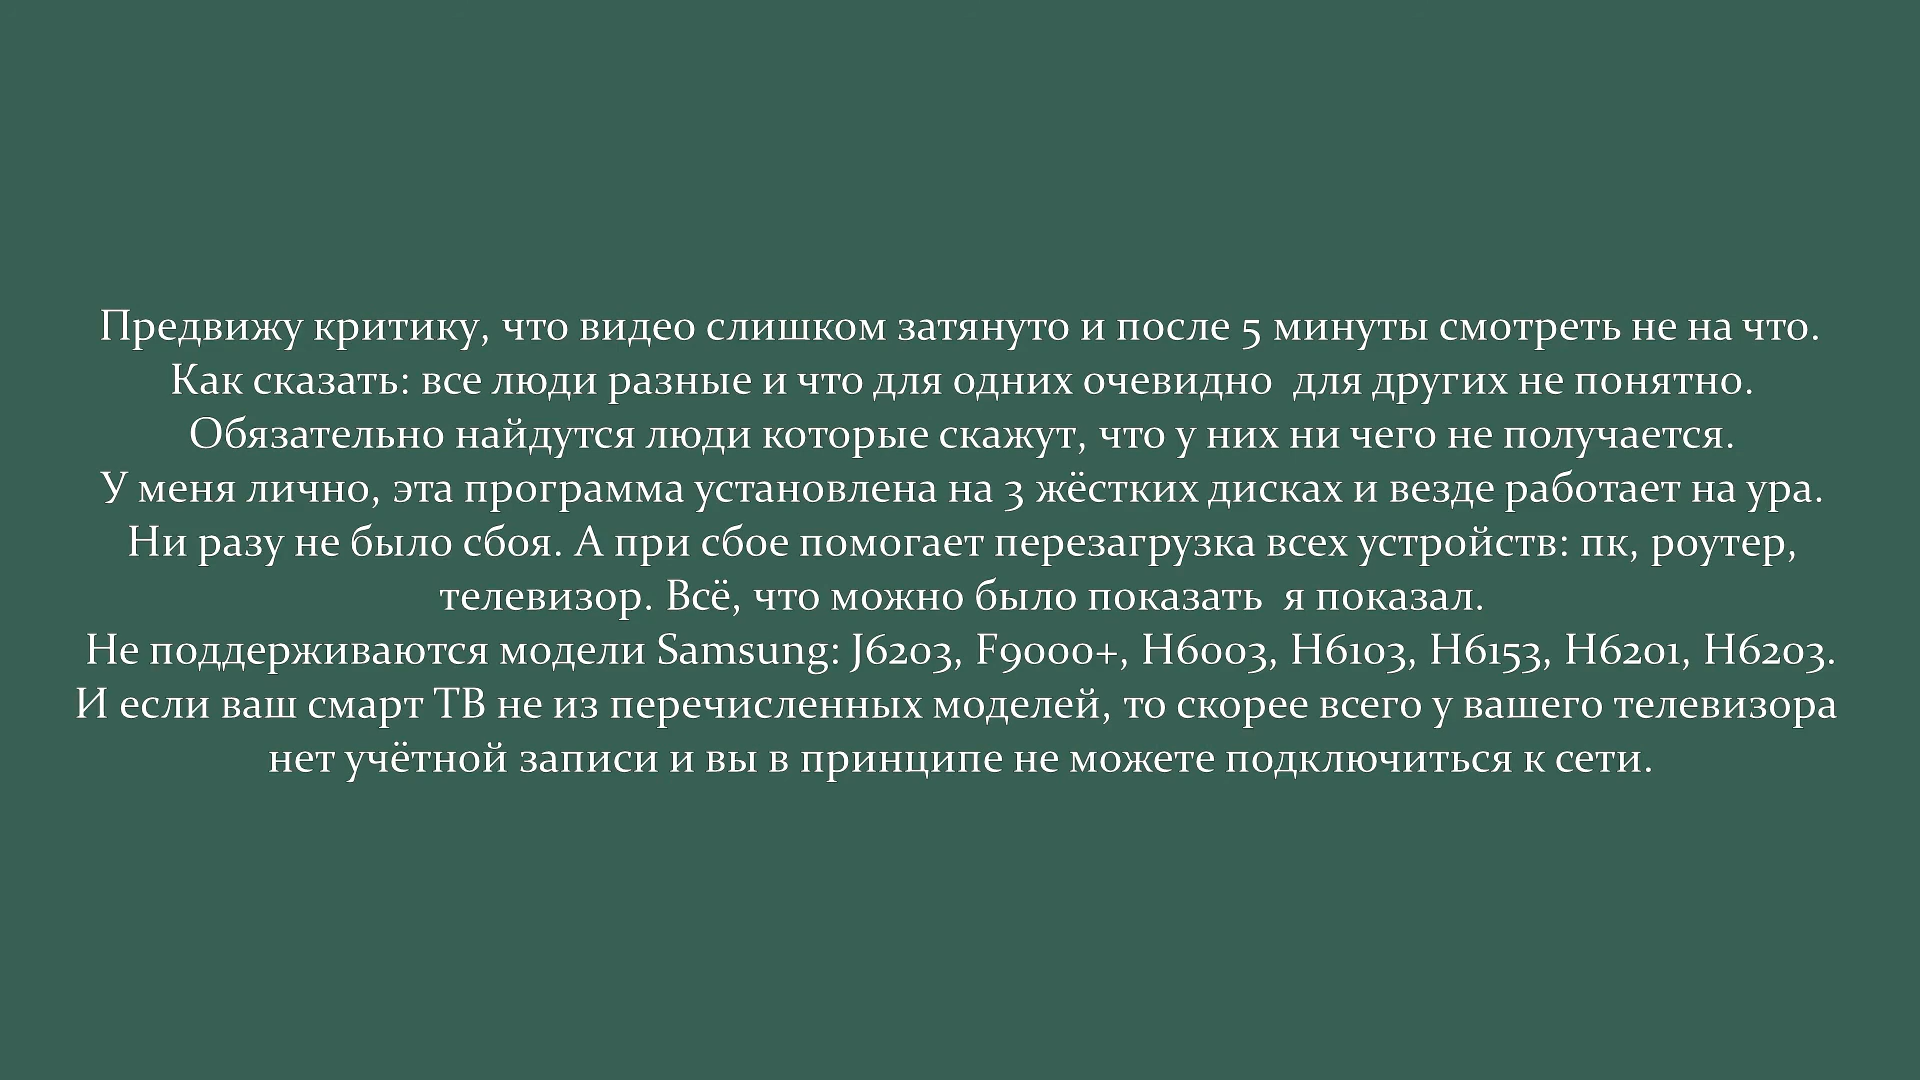 Предвижу критику, что видео слишком затянуто и после 5 минуты смотреть не на что.
Как сказать: все люди разные и что для одних очевидно  для других не понятно.
Обязательно найдутся люди которые скажут, что у них ни чего не получается.
У меня лично, эта программа установлена на 3 жёстких дисках и везде работает на ура.
Ни разу не было сбоя. А при сбое помогает перезагрузка всех устройств: пк, роутер,
телевизор. Всё, что можно было показать  я показал.
Не поддерживаются модели Samsung: J6203, F9000+, H6003, H6103, H6153, H6201, H6203.
И если ваш смарт ТВ не из перечисленных моделей, то скорее всего у вашего телевизора
нет учётной записи и вы в принципе не можете подключиться к сети.